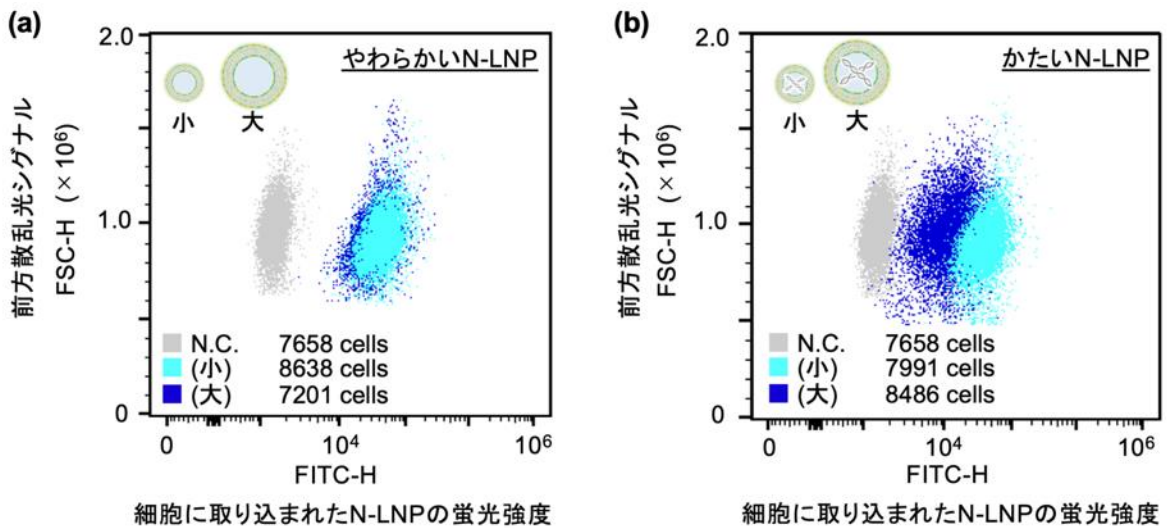 (a)
2.0
1.0
0
前方散乱光シグナル
FSC-H (× 10⁶)
やわらかいN-LNP
小
大
N.C. 7658 cells
(小) 8638 cells
(大) 7201 cells
0
10⁴
10⁶
FITC-H
細胞に取り込まれたN-LNPの蛍光強度
(b)
2.0
1.0
0
前方散乱光シグナル
FSC-H (× 10⁶)
かたいN-LNP
小
大
N.C. 7658 cells
(小) 7991 cells
(大) 8486 cells
0
10⁴
10⁶
FITC-H
細胞に取り込まれたN-LNPの蛍光強度